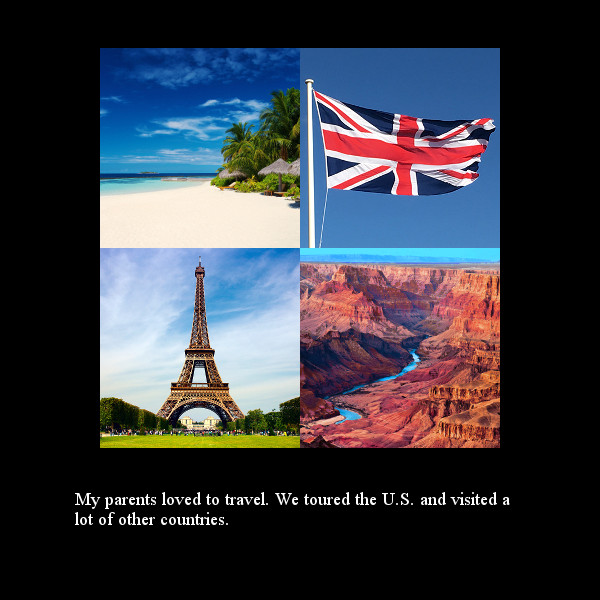 My parents loved to travel. We toured the U.S. and visited a
lot of other countries.